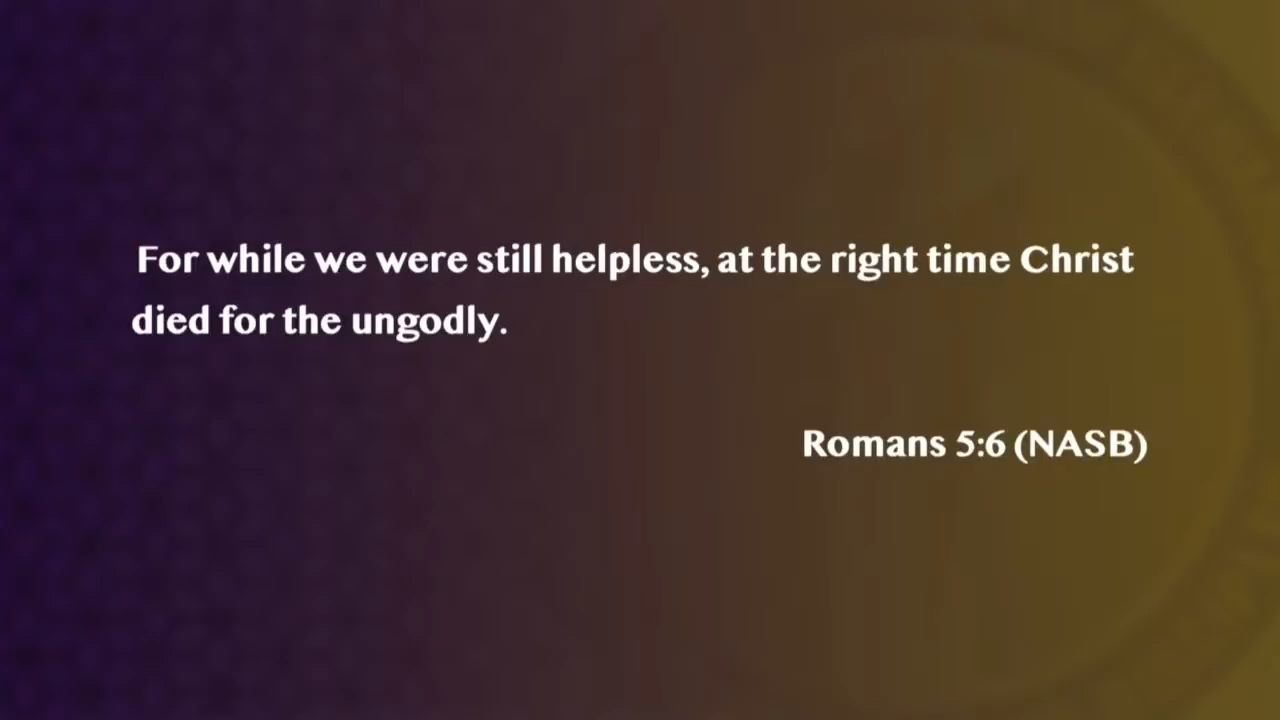 For while we were still helpless, at the right time Christ
died for the ungodly.
Romans 5:6 (NASB)